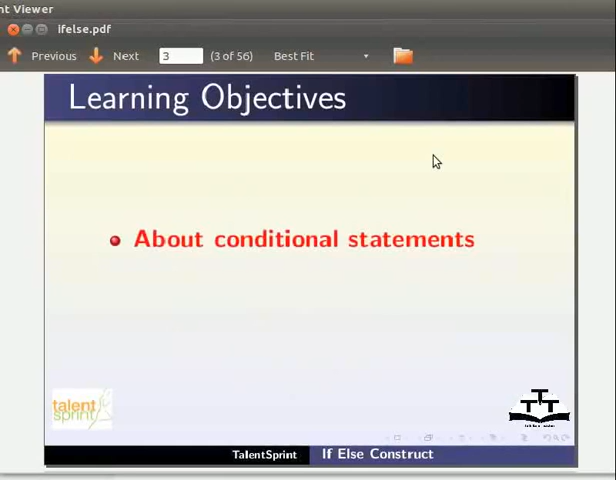 nt Viewer
ifelse.pdf
Previous Next 3 (3 of 56) Best Fit
Learning Objectives
About conditional statements
talent
sprint
TTT
TalentSprint If Else Construct